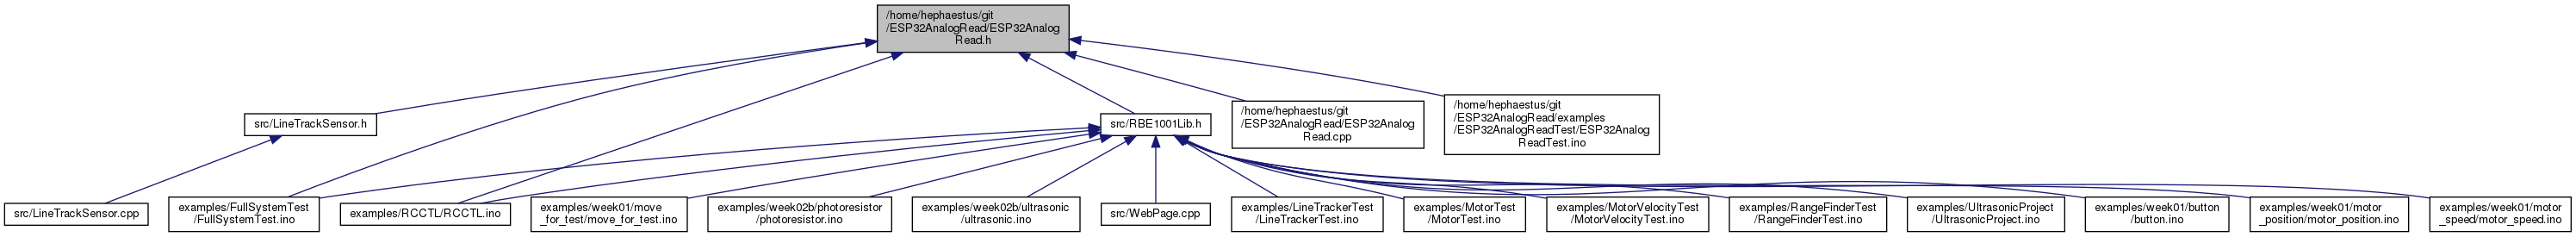 /home/hephaestus/git
/ESP32AnalogRead/ESP32Analog
Read.h
src/LineTrackSensor.h
src/RBE1001Lib.h
/home/hephaestus/git
/ESP32AnalogRead/ESP32Analog
Read.cpp
/home/hephaestus/git
/ESP32AnalogRead/examples
/ESP32AnalogReadTest/ESP32Analog
ReadTest.ino
src/LineTrackSensor.cpp
examples/FullSystemTest
/FullSystemTest.ino
examples/RCCTL/RCCTL.ino
examples/week01/move
_for_test/move_for_test.ino
examples/week02b/photoresistor
/photoresistor.ino
examples/week02b/ultrasonic
/ultrasonic.ino
src/WebPage.cpp
examples/LineTrackerTest
/LineTrackerTest.ino
examples/MotorTest
/MotorTest.ino
examples/MotorVelocityTest
/MotorVelocityTest.ino
examples/RangeFinderTest
/RangeFinderTest.ino
examples/UltrasonicProject
/UltrasonicProject.ino
examples/week01/button
/button.ino
examples/week01/motor
_position/motor_position.ino
examples/week01/motor
_speed/motor_speed.ino